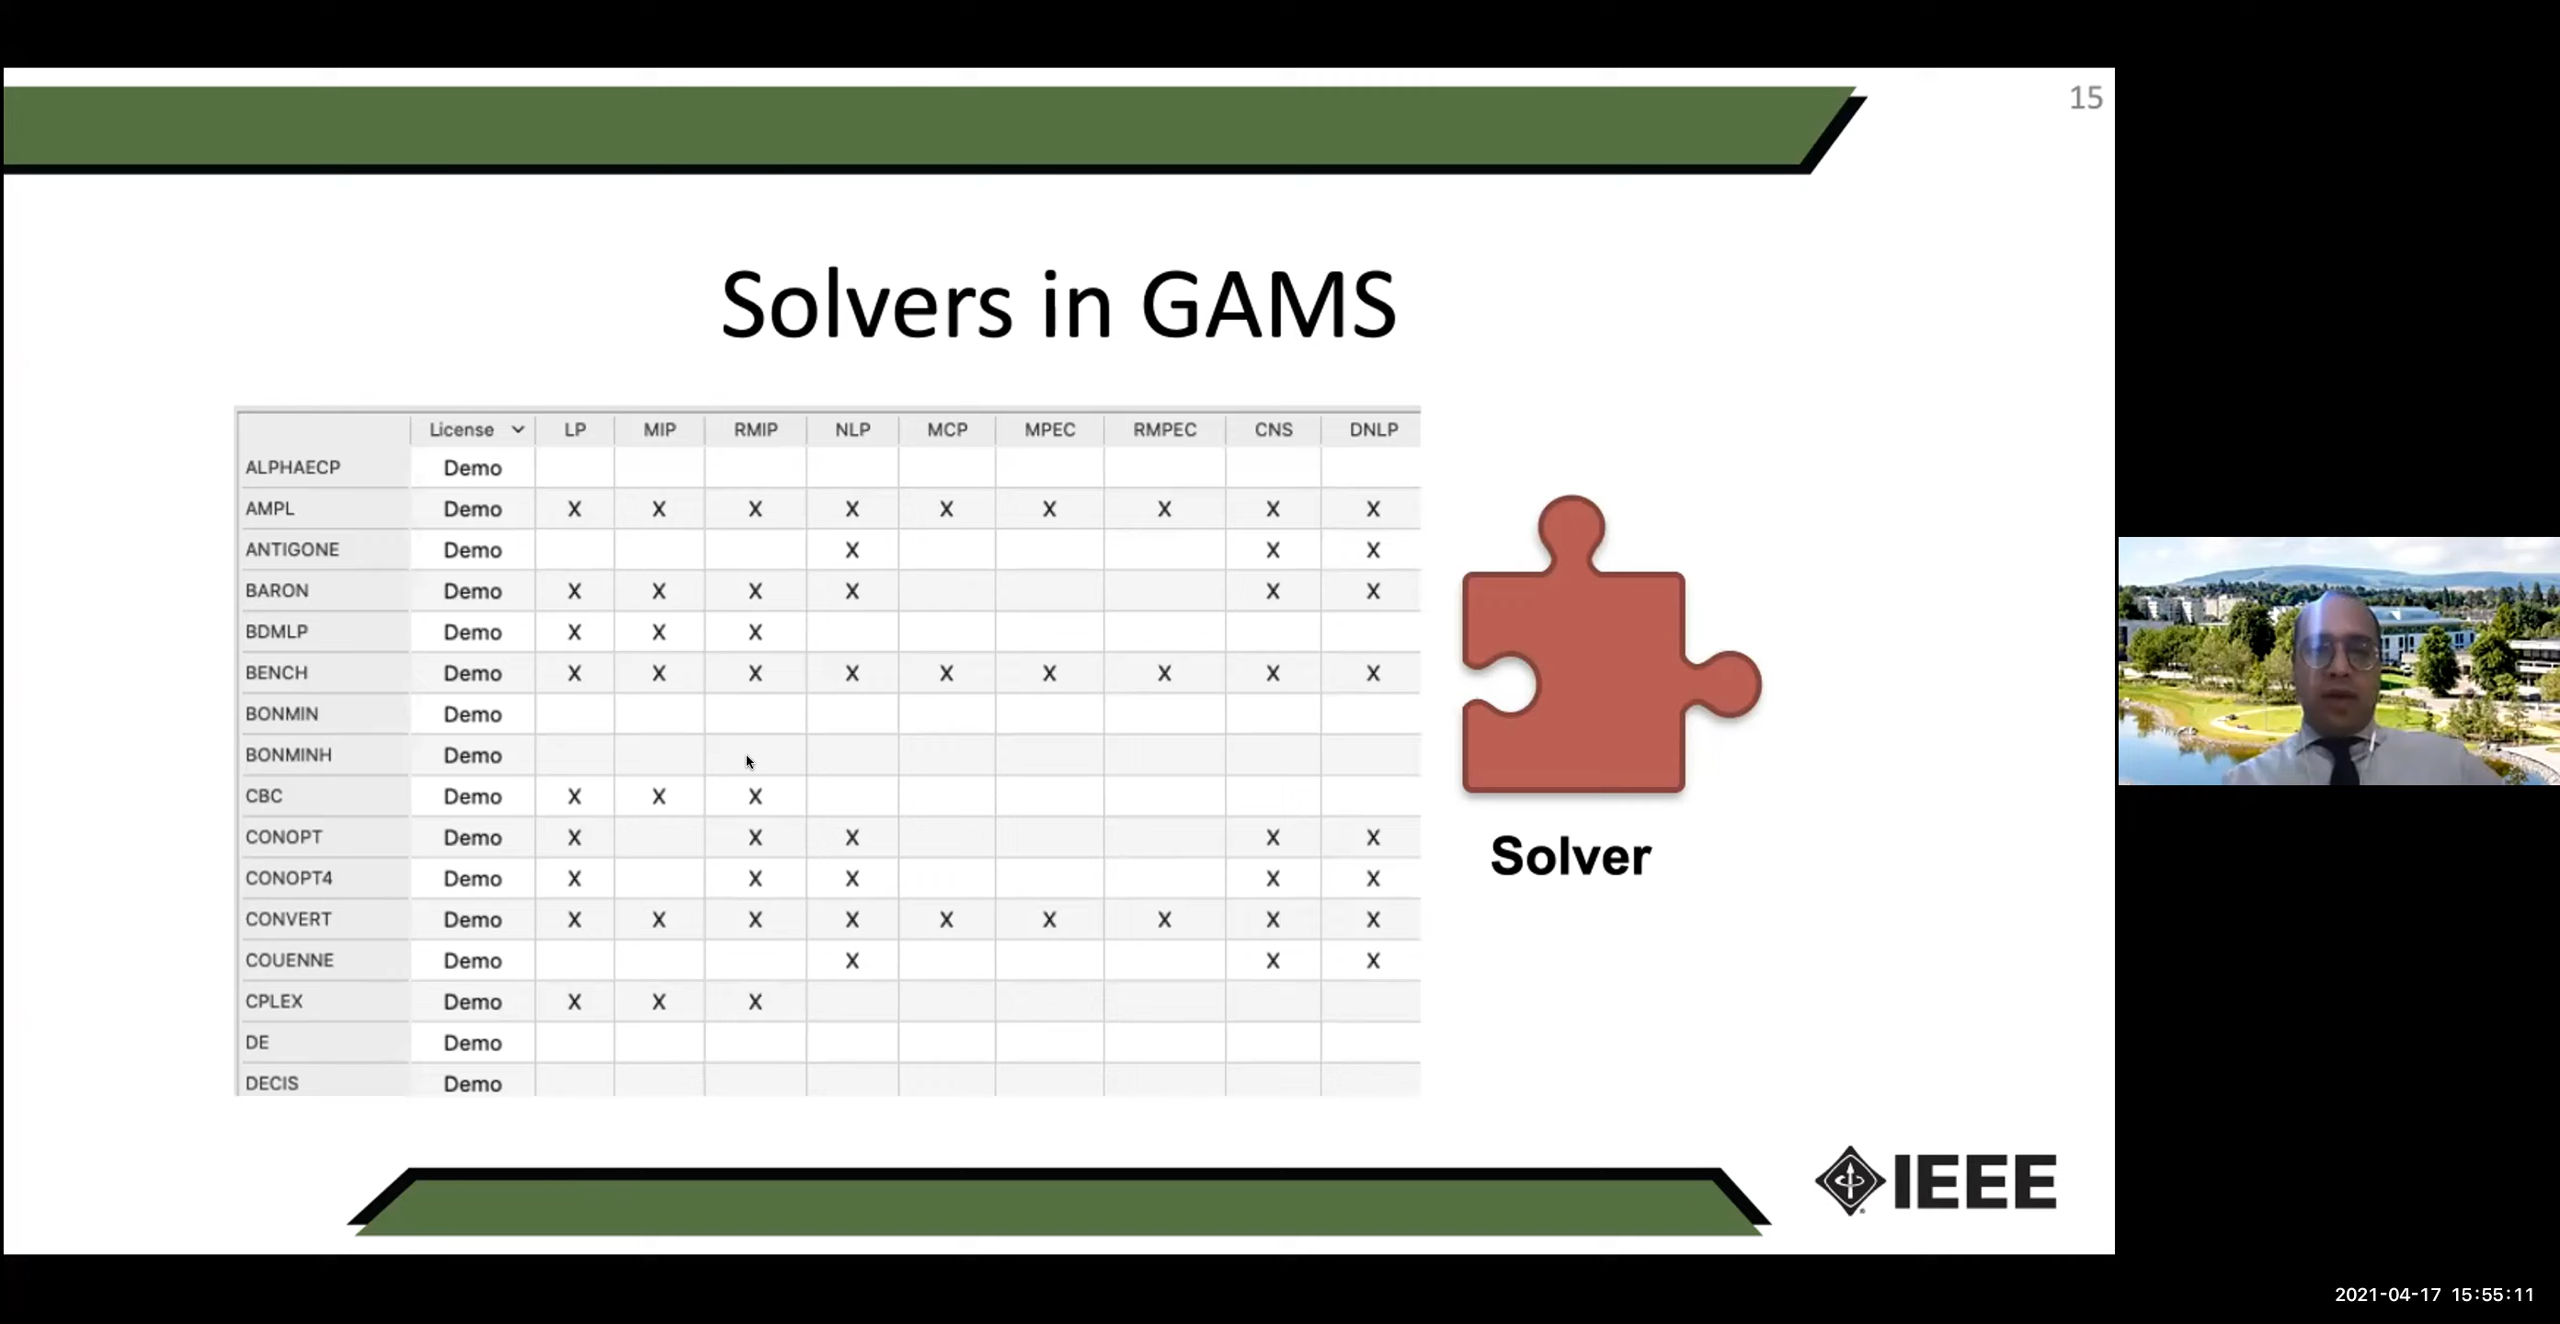 15
Solvers in GAMS
License LP MIP RMIP NLP MCP MPEC RMPEC CNS DNLP
ALPHAECP Demo
AMPL Demo X X X X X X X X X
ANTIGONE Demo X X X
BARON Demo X X X X X X
BDMLP Demo X X X
BENCH Demo X X X X X X X X X
BONMIN Demo
BONMINH Demo
CBC Demo X X X
CONOPT Demo X X X X X
CONOPT4 Demo X X X X X
CONVERT Demo X X X X X X X X X
COUENNE Demo X X X
CPLEX Demo X X X
DE Demo
DECIS Demo
Solver
IEEE
2021-04-17 15:55:11